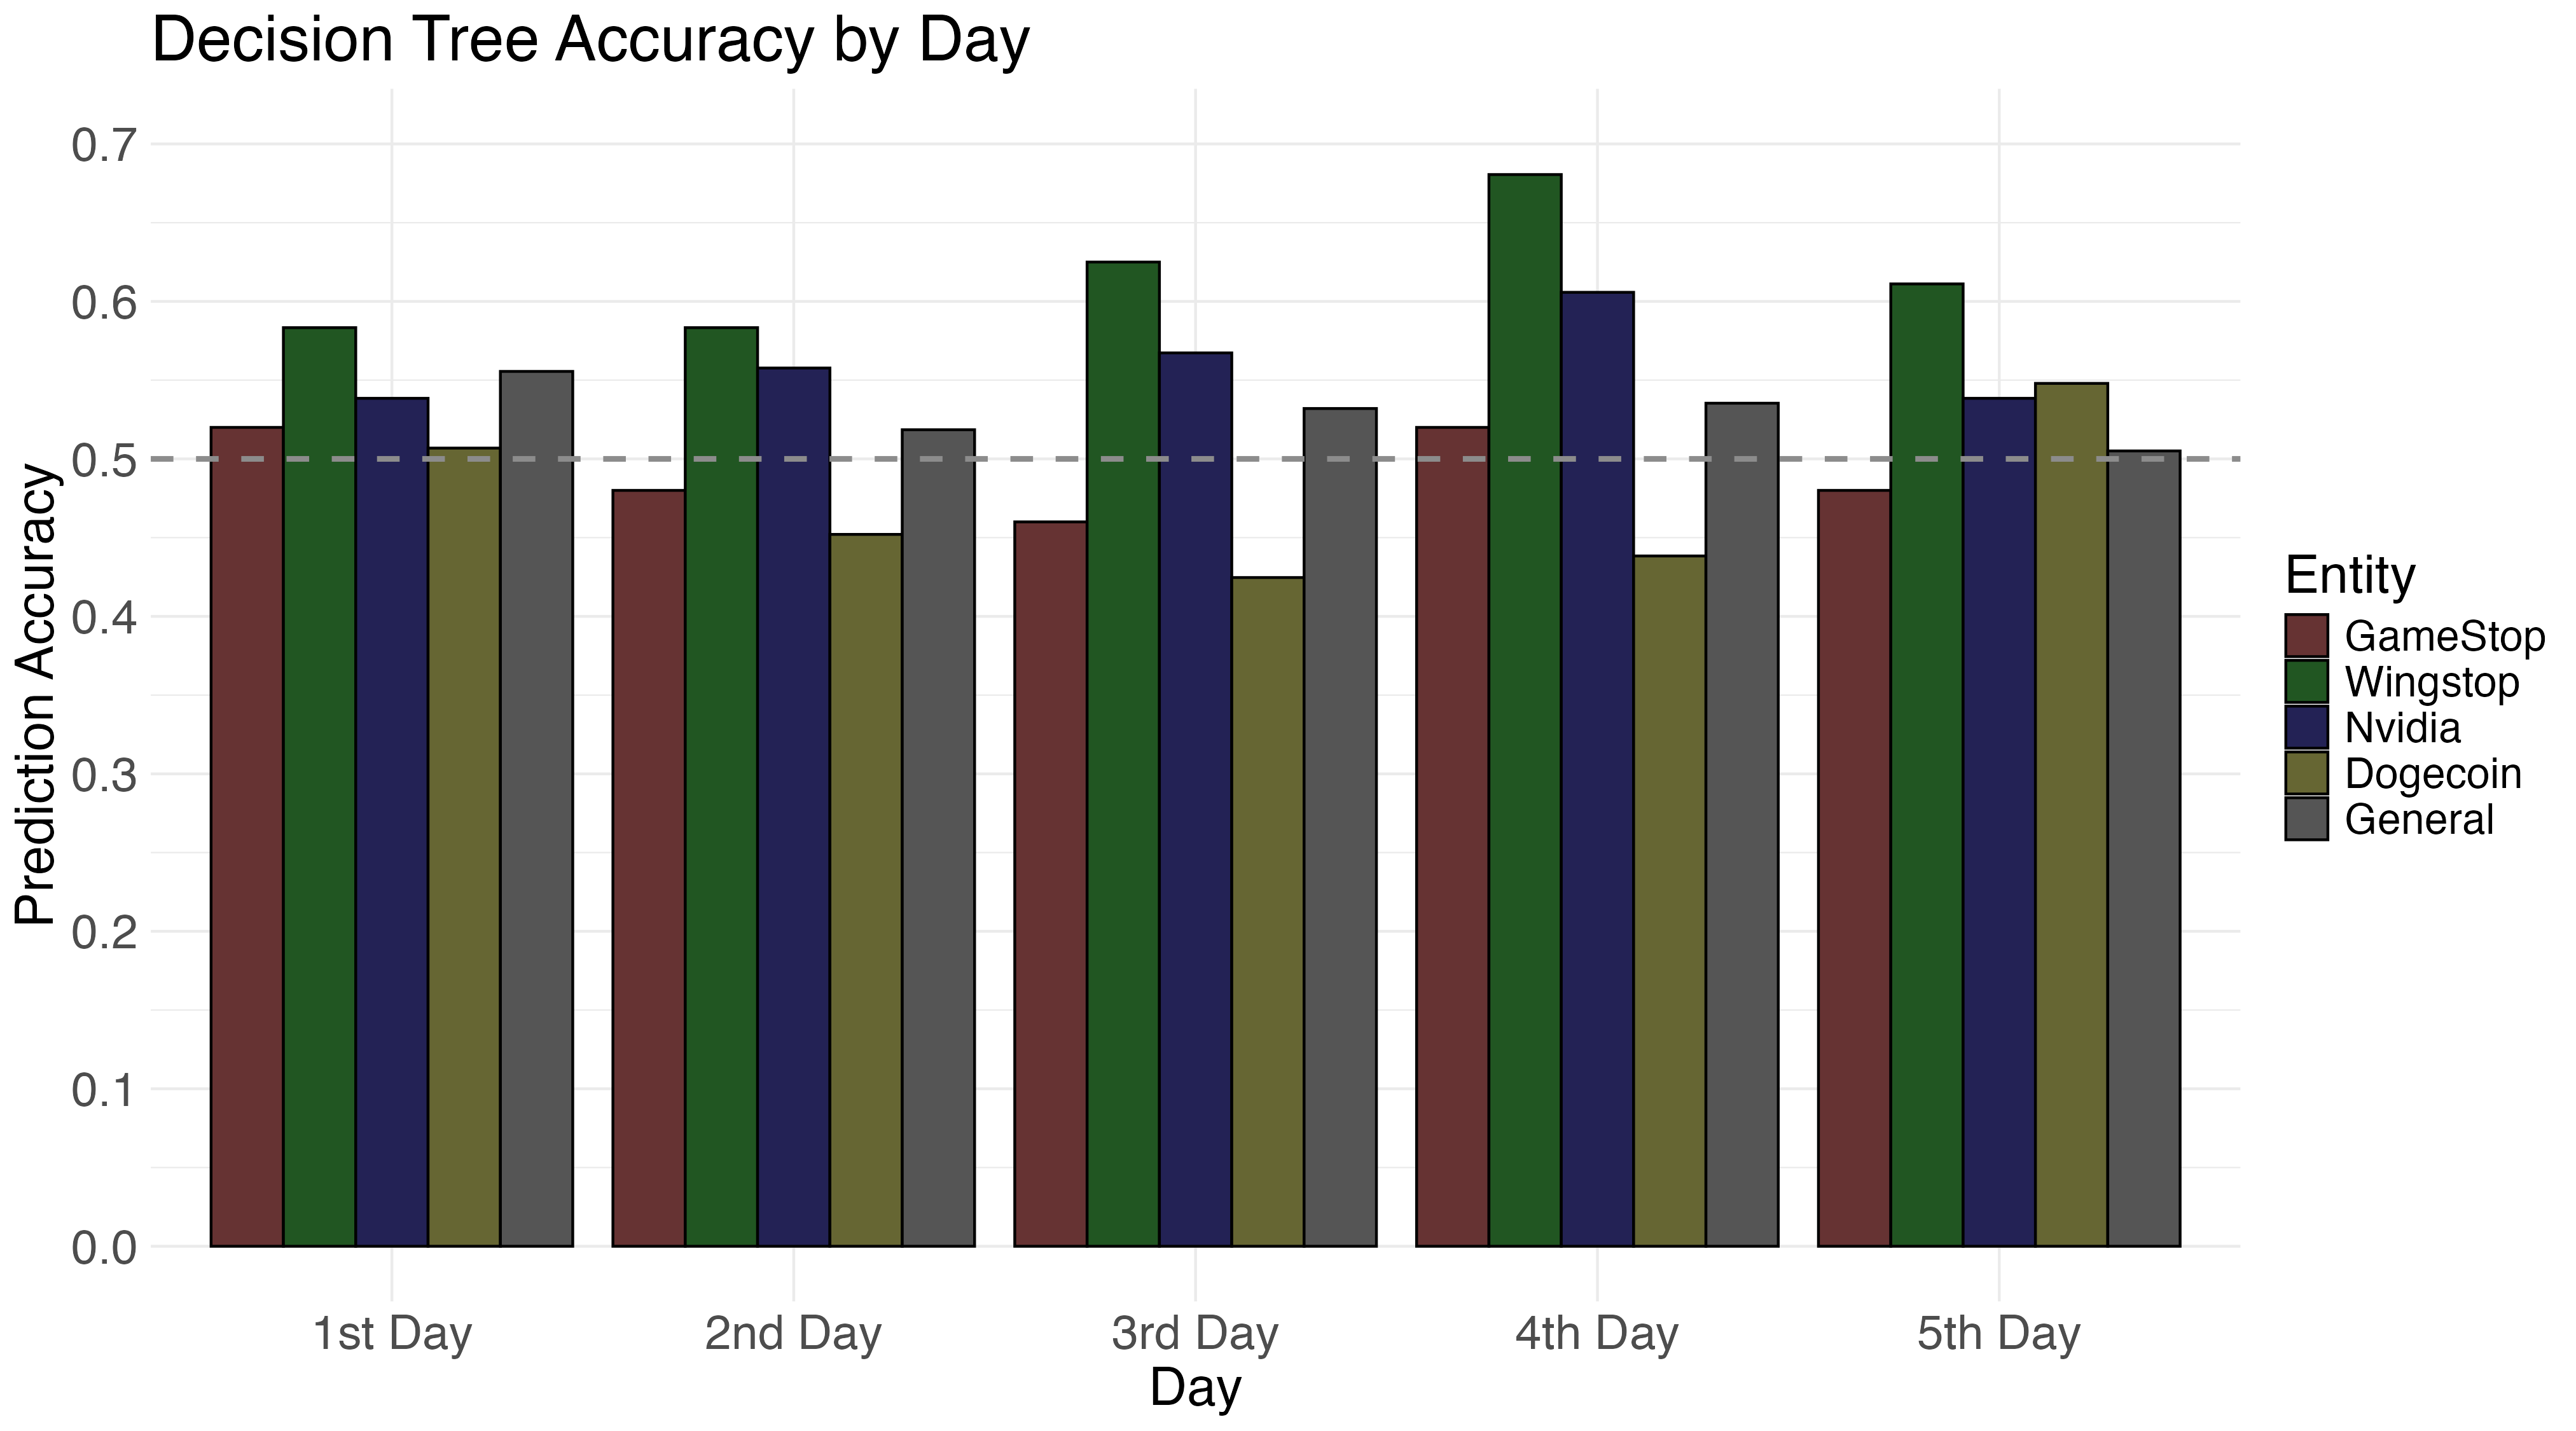 Decision Tree Accuracy by Day
Prediction Accuracy
0.7
0.6
0.5
0.4
0.3
0.2
0.1
0.0
1st Day
2nd Day
3rd Day
4th Day
5th Day
Day
Entity
GameStop
Wingstop
Nvidia
Dogecoin
General